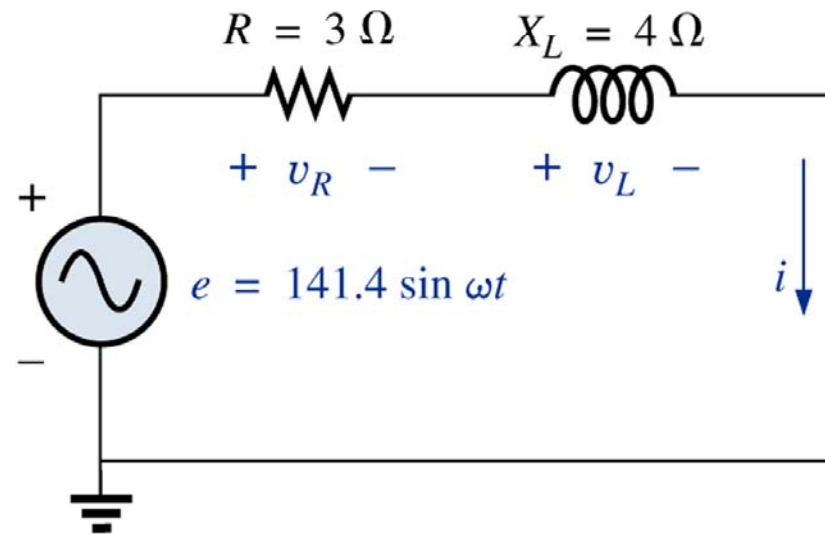 R = 3 Ω
X_L = 4 Ω
+ v_R −
+ v_L −
+
e = 141.4 sin ωt
i
−